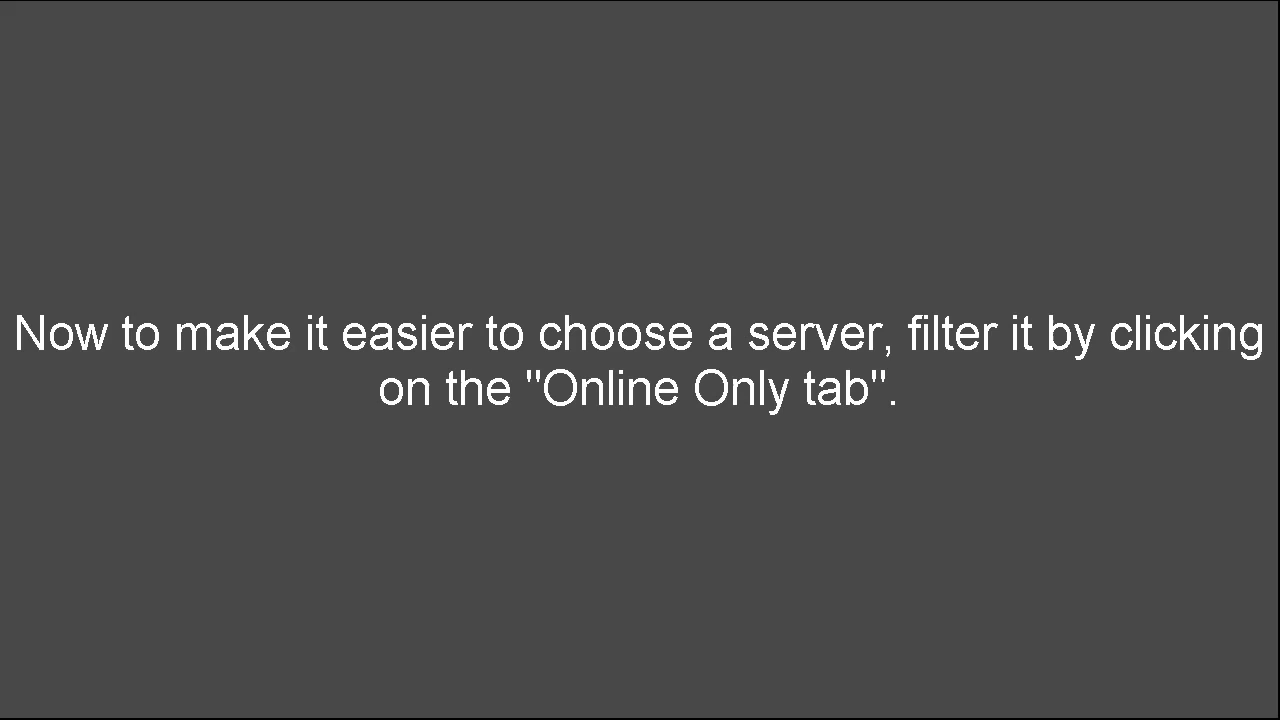 Now to make it easier to choose a server, filter it by clicking
on the "Online Only tab".